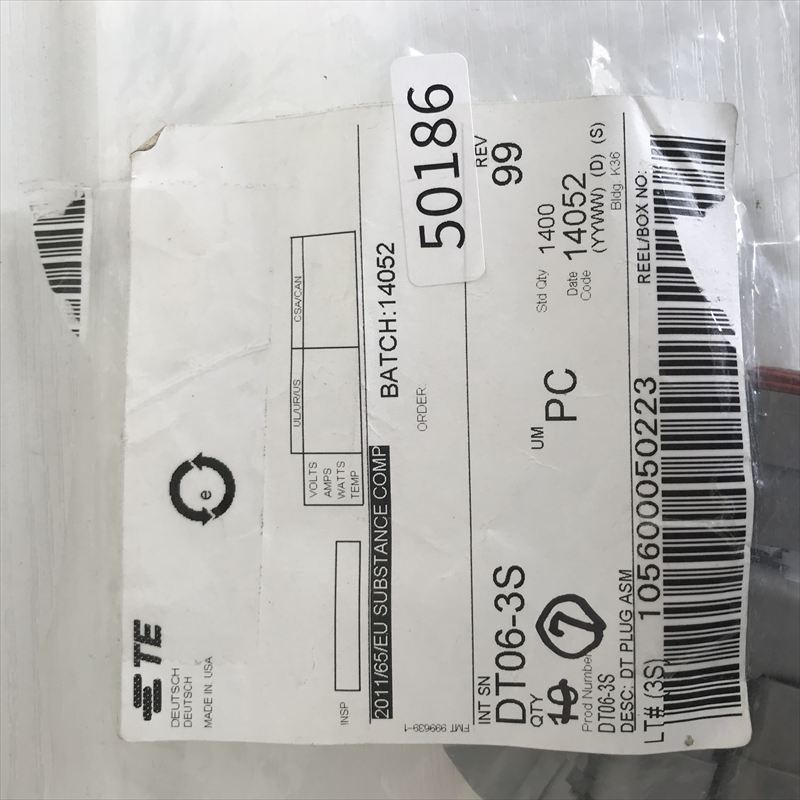 TE
DEUTSCH
DEUTSCH
MADE IN USA
e
UL/UR/US
CSA/CAN
VOLTS
AMPS
WATTS
TEMP
INSP
2011/65/EU SUBSTANCE COMP
BATCH:14052
50186
ORDER:
FMT 999639-1
INT SN
DT06-3S
REV
99
QTY
10 7
UM
PC
Std Qty 1400
Date Code 14052
(YYWW) (D) (S)
Bldg. K36
Prod Number
DT06-3S
DESC: DT PLUG ASM
REEL/BOX NO:
LT# (3S) 1056000050223